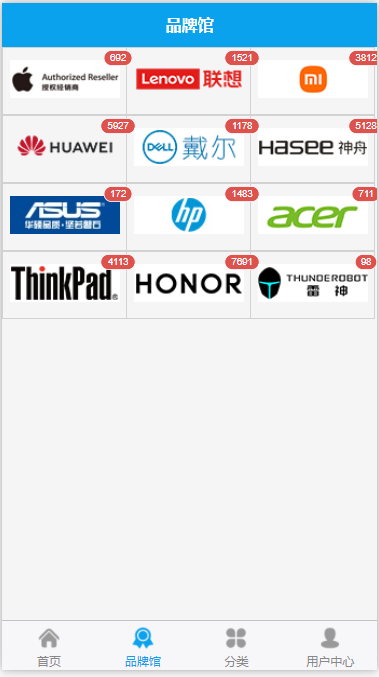 品牌馆
692
1521
3812
Authorized Reseller
授权经销商
Lenovo 联想
mi
5927
1178
5128
HUAWEI
DELL 戴尔
HASEE 神舟
172
1483
711
ASUS
华硕品质·坚若磐石
hp
acer
4113
7691
98
ThinkPad
HONOR
THUNDEROBOT
雷 神
首页
品牌馆
分类
用户中心